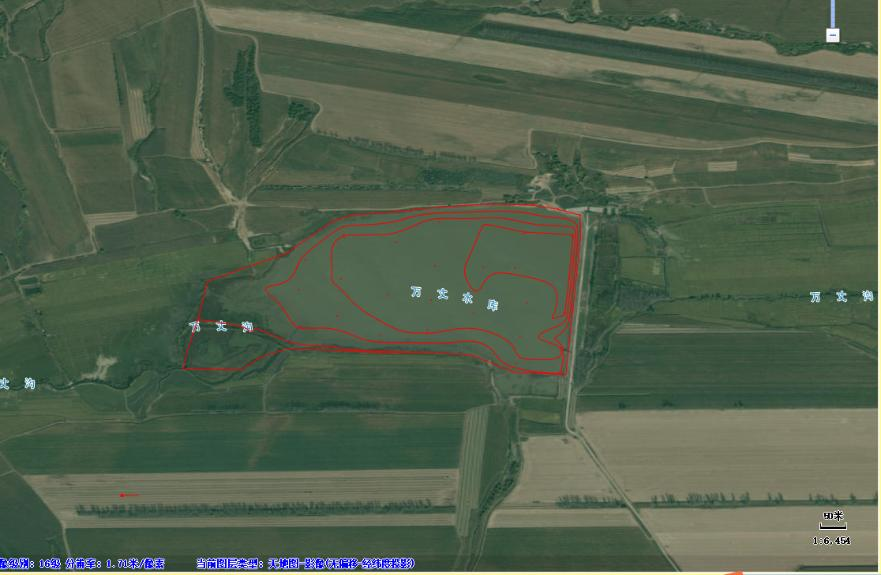 万丈水库
万丈沟
万丈沟
丈沟
50米
1:6,454
级别: 16级 分辨率: 1.71米/像素 当前图层类型: 天地图-影像(无偏移-经纬度投影)